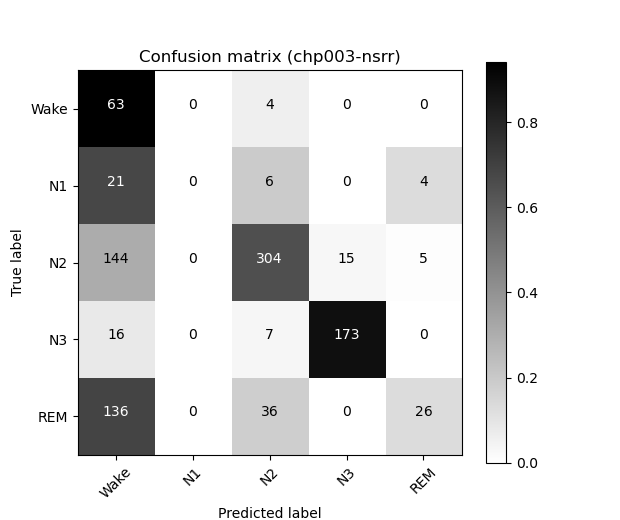 Confusion matrix (chp003-nsrr)
Wake 63 0 4 0 0
N1 21 0 6 0 4
N2 144 0 304 15 5
N3 16 0 7 173 0
REM 136 0 36 0 26
Wake N1 N2 N3 REM
Predicted label
True label
0.8
0.6
0.4
0.2
0.0